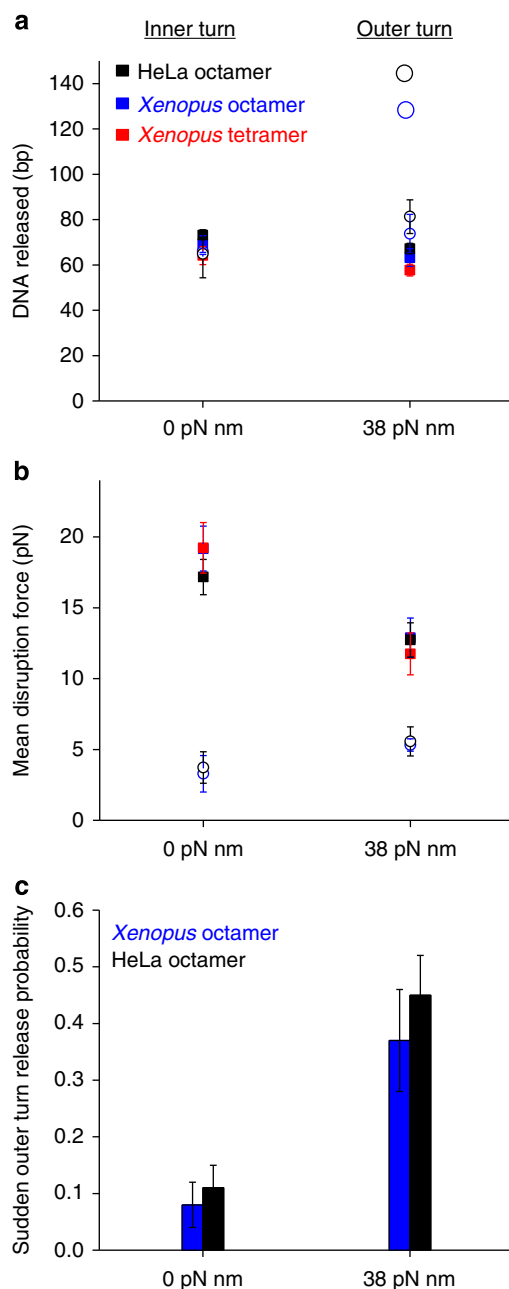 a
Inner turn Outer turn
HeLa octamer
Xenopus octamer
Xenopus tetramer
DNA released (bp)
140
120
100
80
60
40
20
0
0 pN nm 38 pN nm
b
Mean disruption force (pN)
20
15
10
5
0
0 pN nm 38 pN nm
c
Xenopus octamer
HeLa octamer
Sudden outer turn release probability
0.6
0.5
0.4
0.3
0.2
0.1
0.0
0 pN nm 38 pN nm